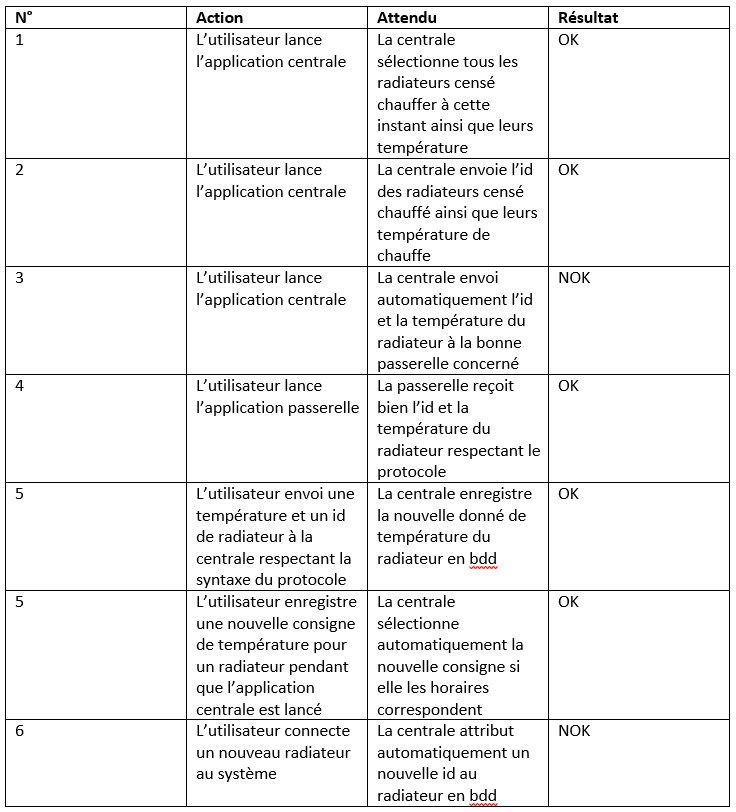 N° Action Attendu Résultat
1 L’utilisateur lance La centrale OK
l’application centrale sélectionne tous les
radiateurs censé
chauffer à cette
instant ainsi que leurs
température
2 L’utilisateur lance La centrale envoie l’id OK
l’application centrale des radiateurs censé
chauffé ainsi que leurs
température de
chauffe
3 L’utilisateur lance La centrale envoi NOK
l’application centrale automatiquement l’id
et la température du
radiateur à la bonne
passerelle concerné
4 L’utilisateur lance La passerelle reçoit OK
l’application passerelle bien l’id et la
température du
radiateur respectant le
protocole
5 L’utilisateur envoi une La centrale enregistre OK
température et un id la nouvelle donné de
de radiateur à la température du
centrale respectant la radiateur en bdd
syntaxe du protocole
5 L’utilisateur enregistre La centrale OK
une nouvelle consigne sélectionne
de température pour automatiquement la
un radiateur pendant nouvelle consigne si
que l’application elle les horaires
centrale est lancé correspondent
6 L’utilisateur connecte La centrale attribut NOK
un nouveau radiateur automatiquement un
au système nouvelle id au
radiateur en bdd